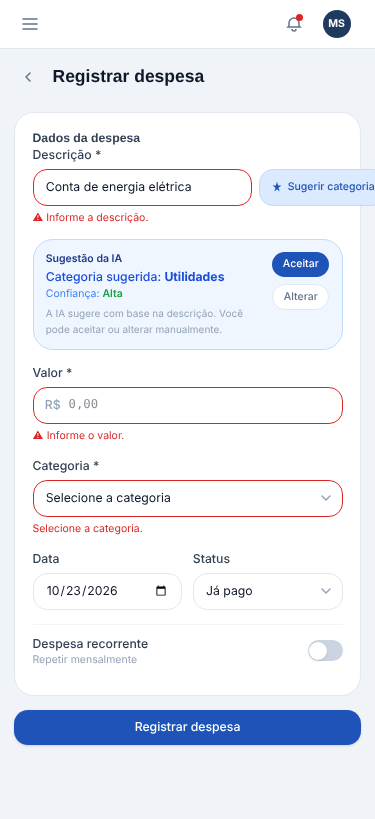 MS
Registrar despesa
Dados da despesa
Descrição *
Conta de energia elétrica
Sugerir categoria
Informe a descrição.
Sugestão da IA
Categoria sugerida: Utilidades
Confiança: Alta
A IA sugere com base na descrição. Você
pode aceitar ou alterar manualmente.
Aceitar
Alterar
Valor *
R$ 0,00
Informe o valor.
Categoria *
Selecione a categoria
Selecione a categoria.
Data
Status
10/23/2026
Já pago
Despesa recorrente
Repetir mensalmente
Registrar despesa